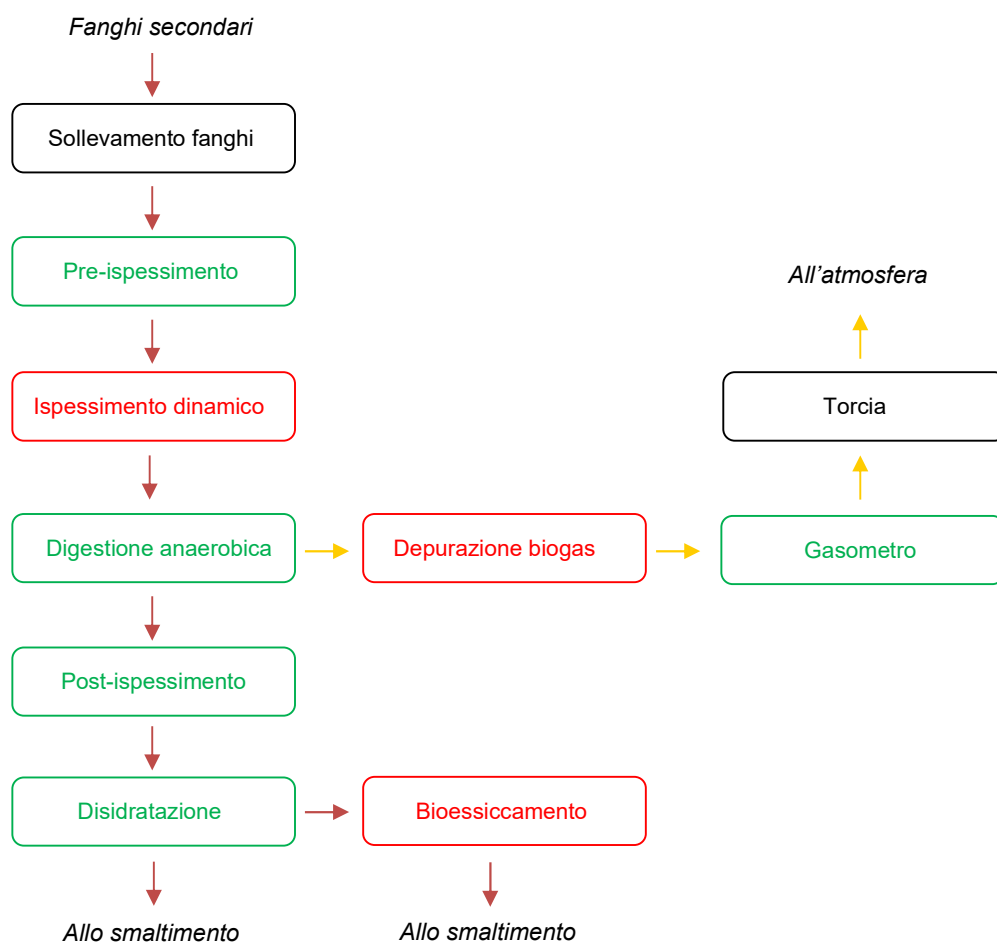 Fanghi secondari
Sollevamento fanghi
Pre-ispessimento
All’atmosfera
Ispessimento dinamico
Torcia
Digestione anaerobica
Depurazione biogas
Gasometro
Post-ispessimento
Disidratazione
Bioessiccamento
Allo smaltimento
Allo smaltimento